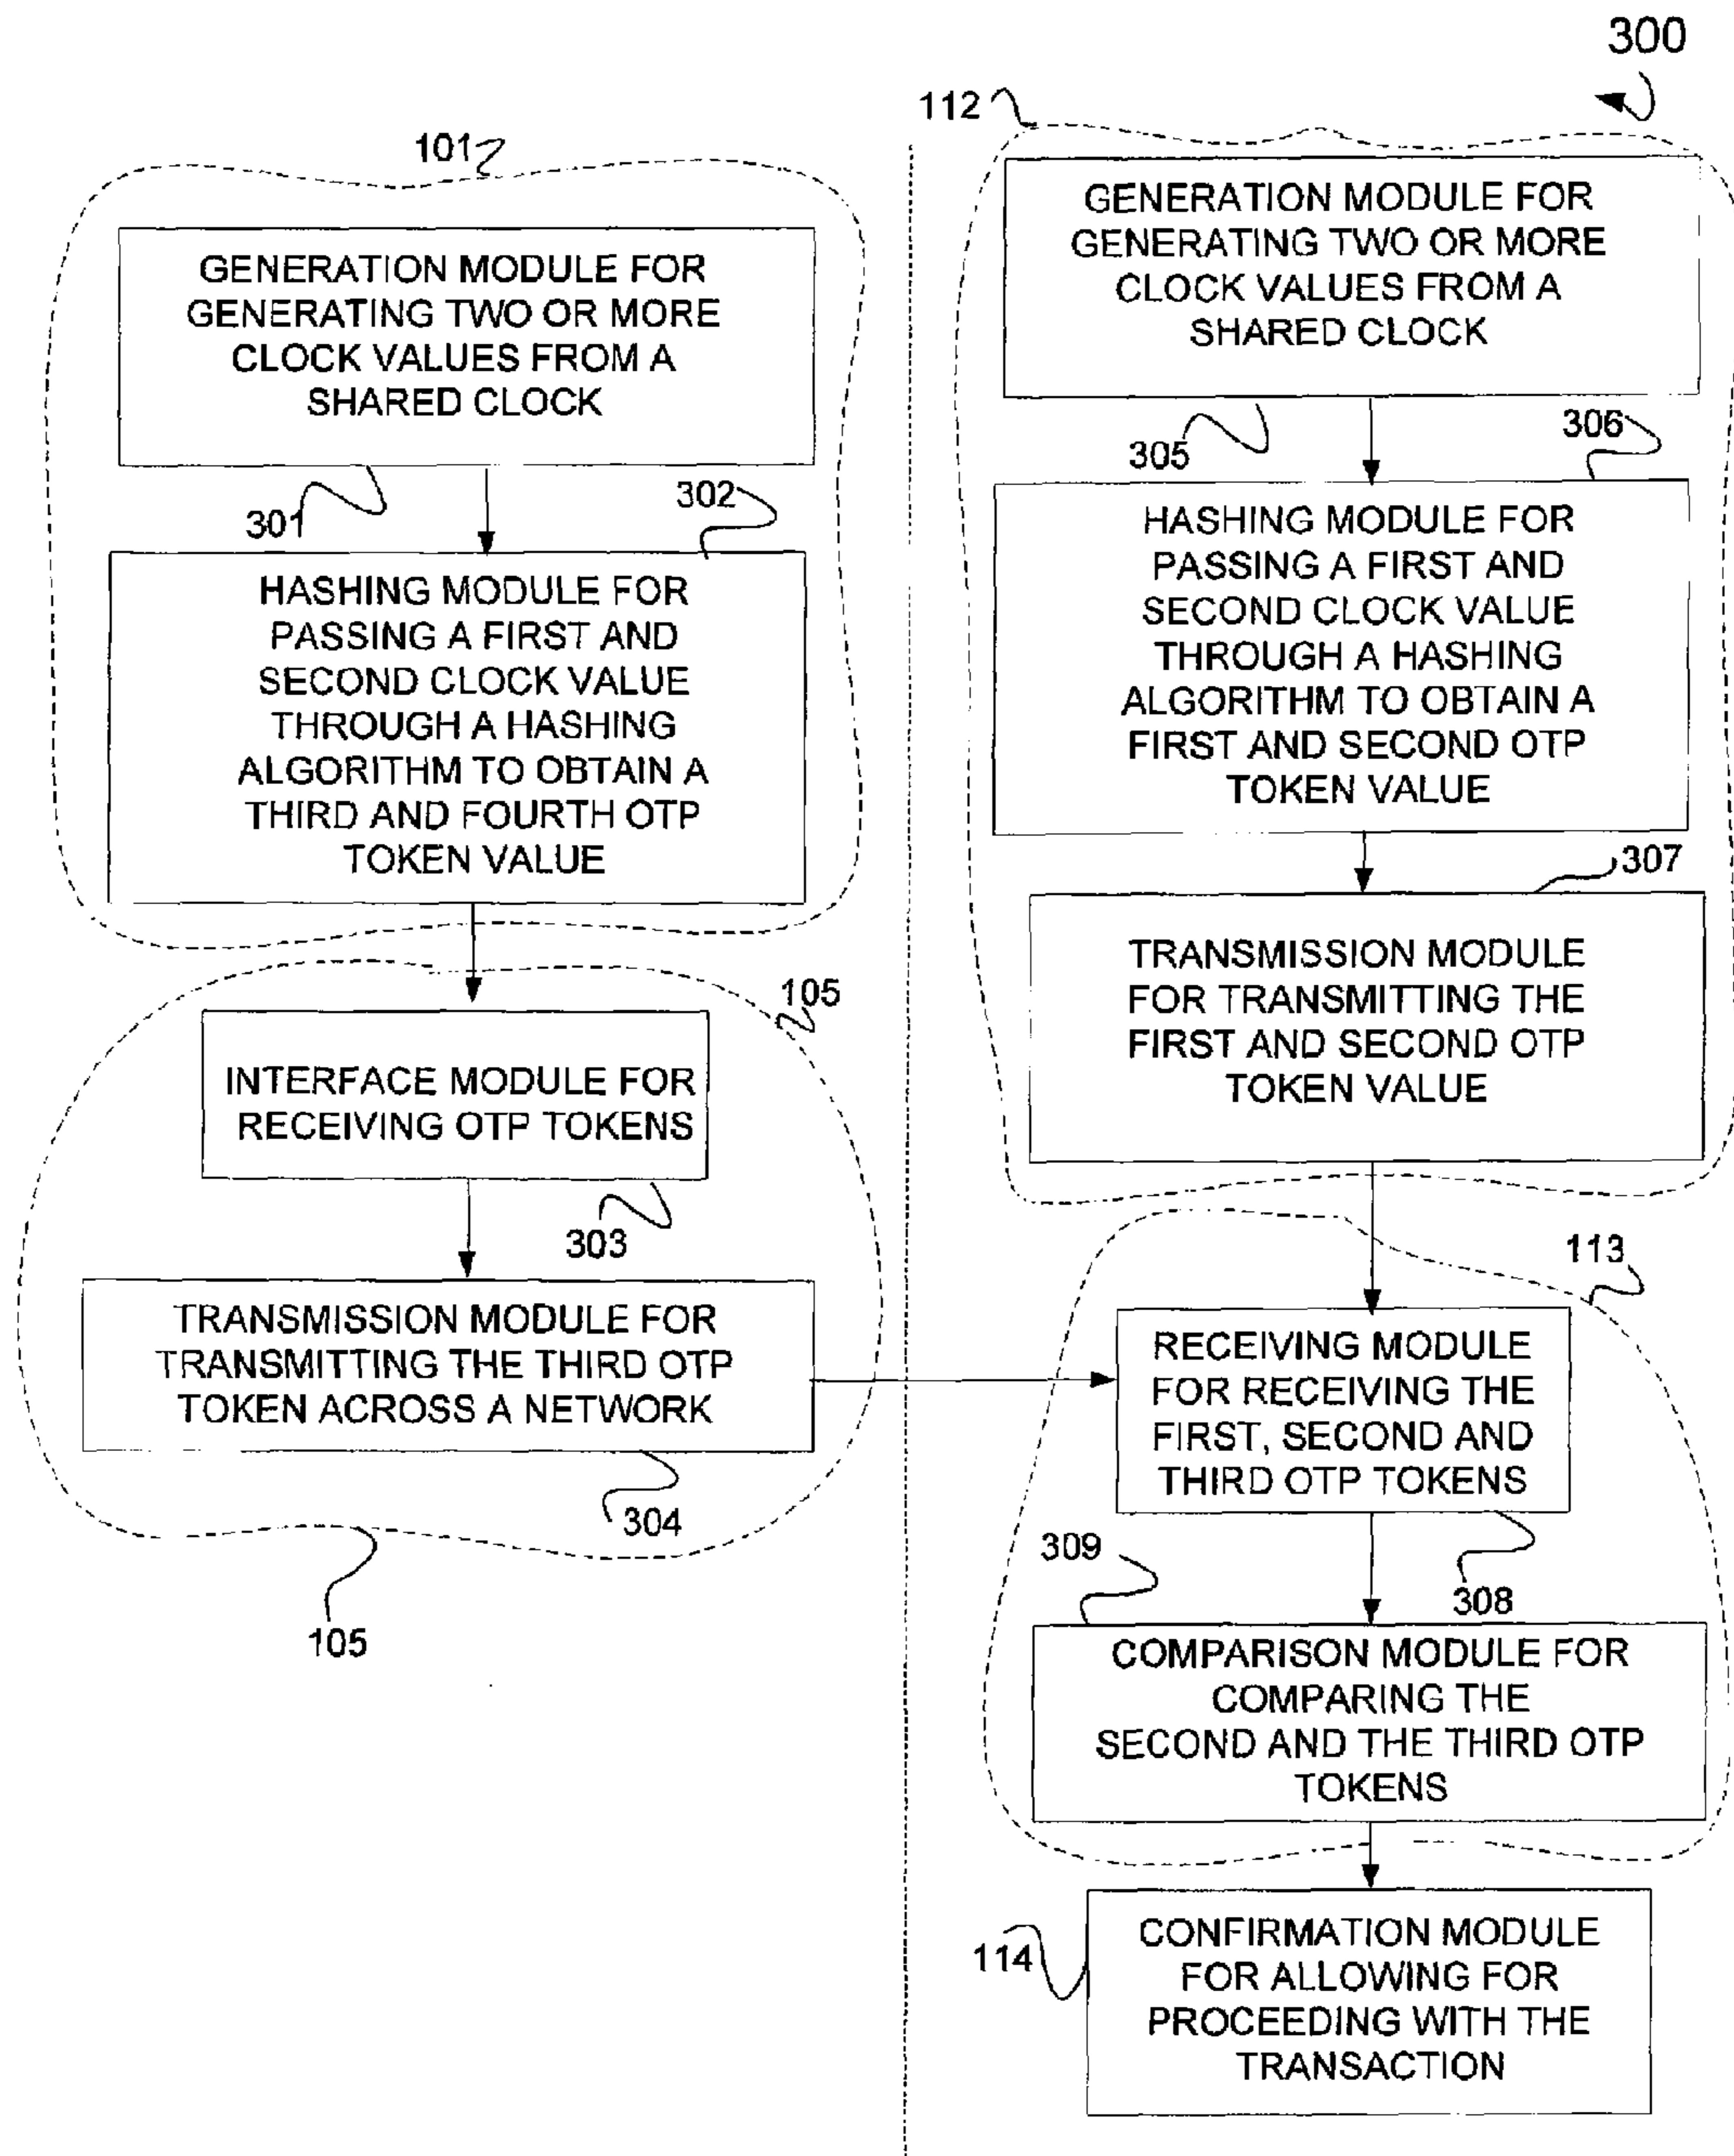 300
112
101
GENERATION MODULE FOR
GENERATING TWO OR MORE
CLOCK VALUES FROM A
SHARED CLOCK
301
302
HASHING MODULE FOR
PASSING A FIRST AND
SECOND CLOCK VALUE
THROUGH A HASHING
ALGORITHM TO OBTAIN A
THIRD AND FOURTH OTP
TOKEN VALUE
105
INTERFACE MODULE FOR
RECEIVING OTP TOKENS
303
TRANSMISSION MODULE FOR
TRANSMITTING THE THIRD OTP
TOKEN ACROSS A NETWORK
304
105
GENERATION MODULE FOR
GENERATING TWO OR MORE
CLOCK VALUES FROM A
SHARED CLOCK
305
306
HASHING MODULE FOR
PASSING A FIRST AND
SECOND CLOCK VALUE
THROUGH A HASHING
ALGORITHM TO OBTAIN A
FIRST AND SECOND OTP
TOKEN VALUE
307
TRANSMISSION MODULE
FOR TRANSMITTING THE
FIRST AND SECOND OTP
TOKEN VALUE
113
RECEIVING MODULE
FOR RECEIVING THE
FIRST, SECOND AND
THIRD OTP TOKENS
309
308
COMPARISON MODULE FOR
COMPARING THE
SECOND AND THE THIRD OTP
TOKENS
114
CONFIRMATION MODULE
FOR ALLOWING FOR
PROCEEDING WITH THE
TRANSACTION